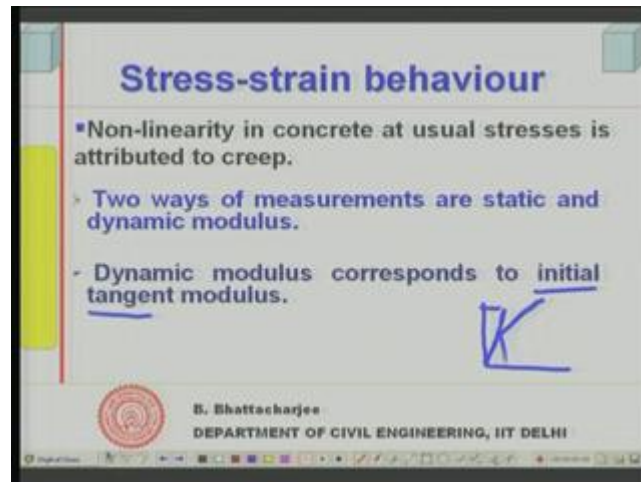 Stress-strain behaviour
▪Non-linearity in concrete at usual stresses is
attributed to creep.
Two ways of measurements are static and
dynamic modulus.
- Dynamic modulus corresponds to initial
tangent modulus.
B. Bhattacharjee
DEPARTMENT OF CIVIL ENGINEERING, IIT DELHI